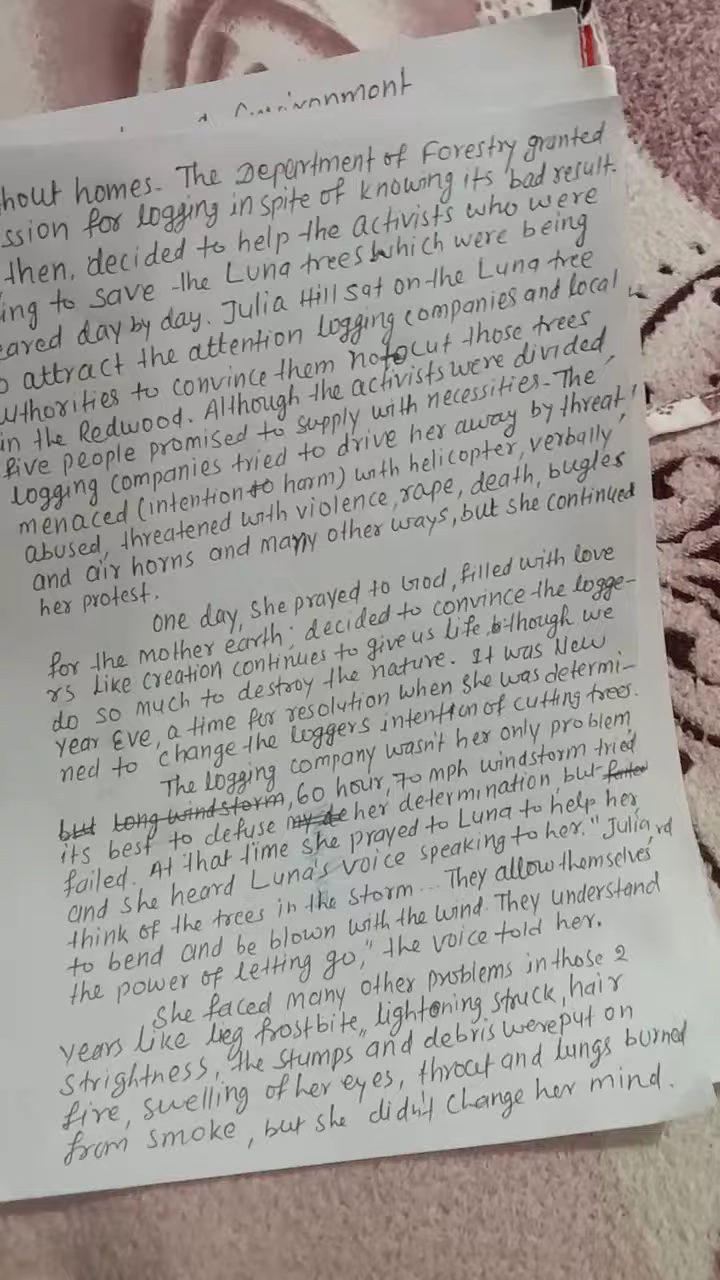 hout homes. The Department of Forestry granted
ssion for logging in spite of knowing its bad result.
then, decided to help the activists who were
ing to save the Luna trees which were being
eared day by day. Julia Hill sat on the Luna tree
o attract the attention logging companies and local
uthorities to convince them not to cut those trees
in the Redwood. Although the activists were divided,
five people promised to supply with necessities. The
logging companies tried to drive her away by threat,
menaced (intention to harm) with helicopter, verbally
abused, threatened with violence, rape, death, bugles
and air horns and many other ways, but she continued
her protest.
One day, she prayed to God, filled with love
for the mother earth; decided to convince the logge-
rs like creation continues to give us life though we
do so much to destroy the nature. It was New
year Eve, a time for resolution when she was determi-
ned to change the loggers intention of cutting trees.
The logging company wasn't her only problem
but long windstorm, 60 hour, 70 mph windstorm tried
its best to defuse her determination but
failed. At that time she prayed to Luna to help her
and she heard Luna's voice speaking to her. "Julia,
think of the trees in the storm... They allow themselves
to bend and be blown with the wind. They understand
the power of letting go," the voice told her.
She faced many other problems in those 2
years like leg frostbite, lightening struck, hair
strightness, the stumps and debris were put on
fire, swelling of her eyes, throat and lungs burned
from smoke, but she didn't change her mind.